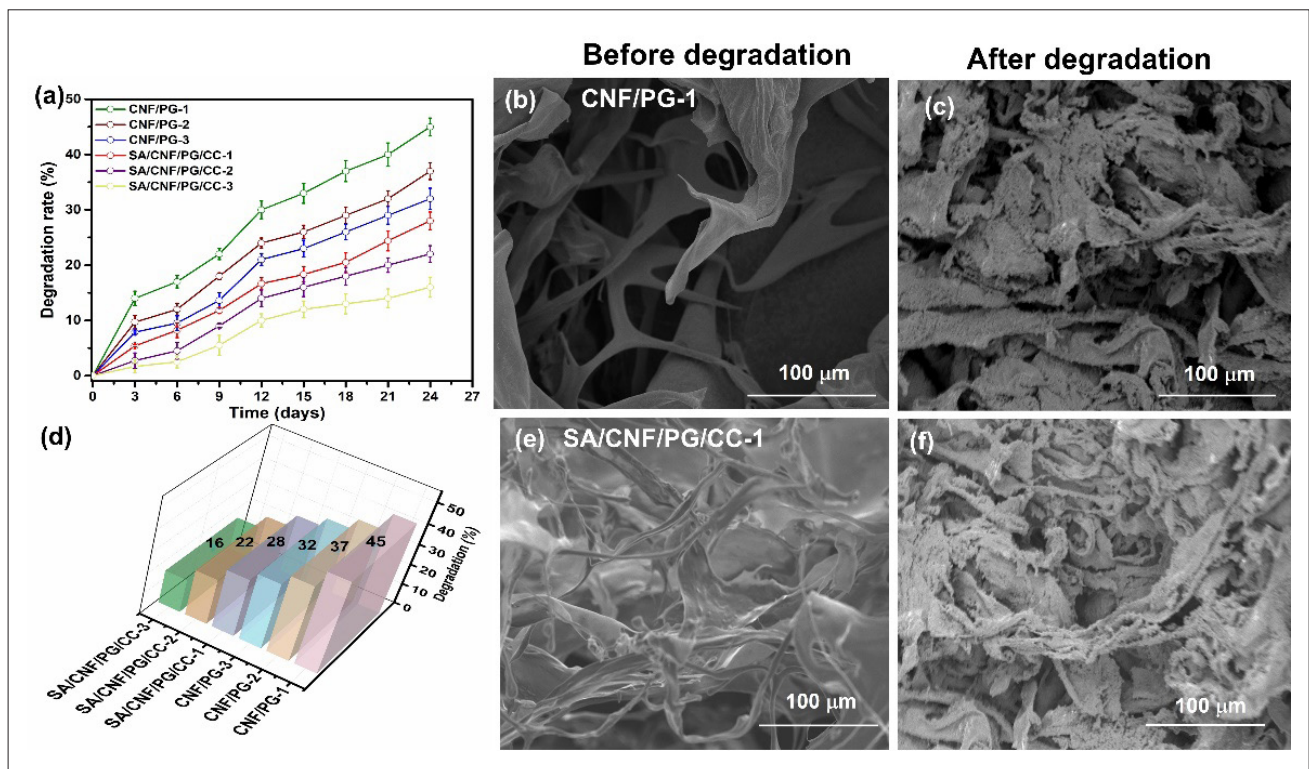 Before degradation
After degradation
(a)
50
40
30
20
10
0
Degradation rate (%)
CNF/PG-1
CNF/PG-2
CNF/PG-3
SA/CNF/PG/CC-1
SA/CNF/PG/CC-2
SA/CNF/PG/CC-3
0 3 6 9 12 15 18 21 24 27
Time (days)
(b) CNF/PG-1
100 µm
(c)
100 µm
(d)
16 22 28 32 37 45
50
40
30
20
10
0
Degradation (%)
SA/CNF/PG/CC-3
SA/CNF/PG/CC-2
SA/CNF/PG/CC-1
CNF/PG-3
CNF/PG-2
CNF/PG-1
(e) SA/CNF/PG/CC-1
100 µm
(f)
100 µm